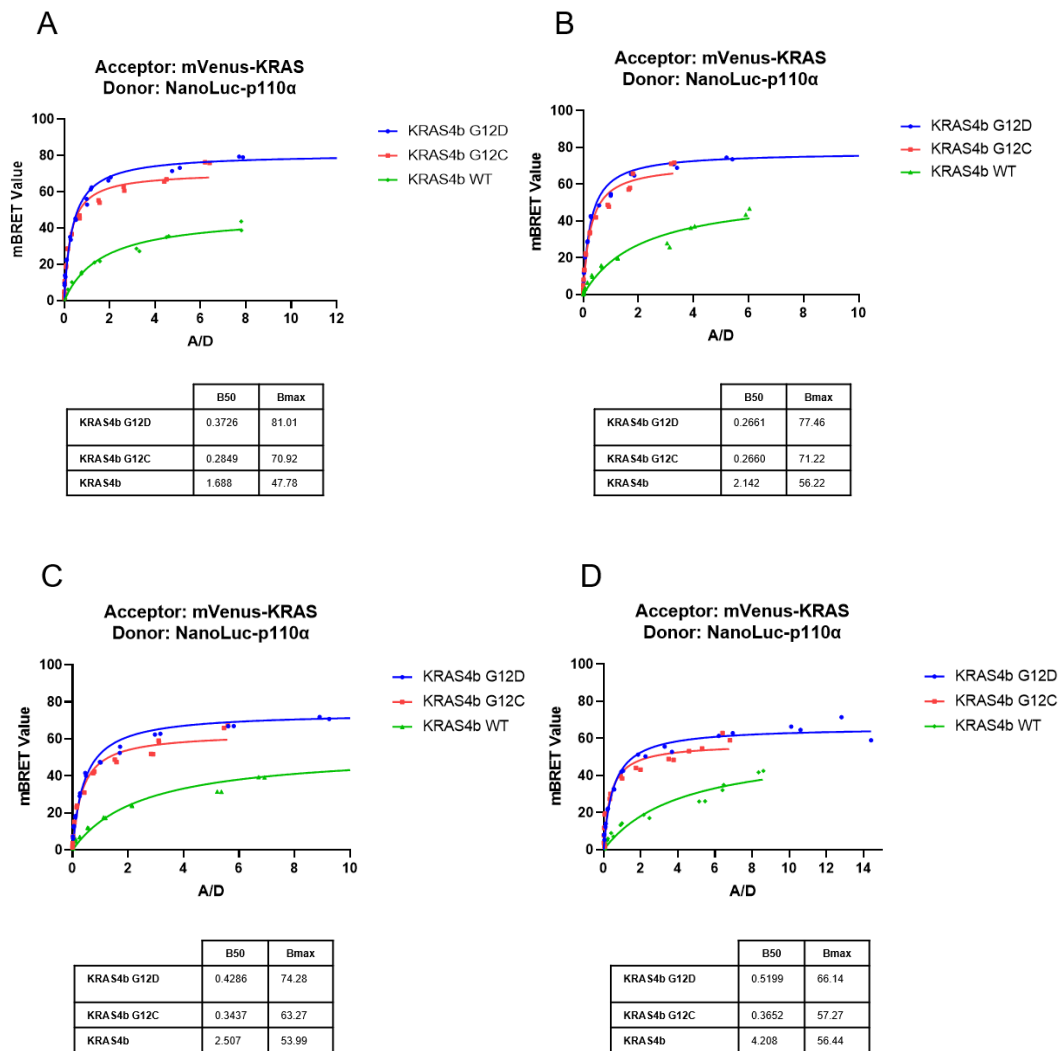 A
Acceptor: mVenus-KRAS
Donor: NanoLuc-p110α
mBRET Value
100
80
60
40
20
0
0 2 4 6 8 10 12
A/D
KRAS4b G12D
KRAS4b G12C
KRAS4b WT
B50 Bmax
KRAS4b G12D 0.3726 81.01
KRAS4b G12C 0.2849 70.92
KRAS4b 1.688 47.78
B
Acceptor: mVenus-KRAS
Donor: NanoLuc-p110α
mBRET Value
100
80
60
40
20
0
0 2 4 6 8 10
A/D
KRAS4b G12D
KRAS4b G12C
KRAS4b WT
B50 Bmax
KRAS4b G12D 0.2661 77.46
KRAS4b G12C 0.2660 71.22
KRAS4b 2.142 56.22
C
Acceptor: mVenus-KRAS
Donor: NanoLuc-p110α
mBRET Value
100
80
60
40
20
0
0 2 4 6 8 10
A/D
KRAS4b G12D
KRAS4b G12C
KRAS4b WT
B50 Bmax
KRAS4b G12D 0.4286 74.28
KRAS4b G12C 0.3437 63.27
KRAS4b 2.507 53.99
D
Acceptor: mVenus-KRAS
Donor: NanoLuc-p110α
mBRET Value
100
80
60
40
20
0
0 2 4 6 8 10 12 14
A/D
KRAS4b G12D
KRAS4b G12C
KRAS4b WT
B50 Bmax
KRAS4b G12D 0.5199 66.14
KRAS4b G12C 0.3652 57.27
KRAS4b 4.208 56.44